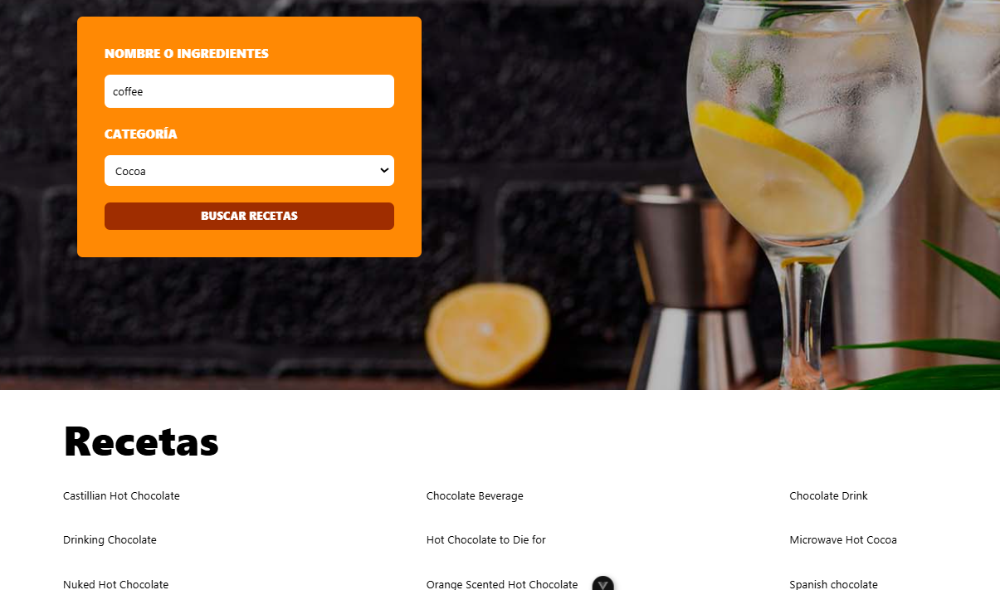 NOMBRE O INGREDIENTES
coffee
CATEGORÍA
Cocoa
BUSCAR RECETAS
Recetas
Castillian Hot Chocolate
Chocolate Beverage
Chocolate Drink
Drinking Chocolate
Hot Chocolate to Die for
Microwave Hot Cocoa
Nuked Hot Chocolate
Orange Scented Hot Chocolate
Spanish chocolate